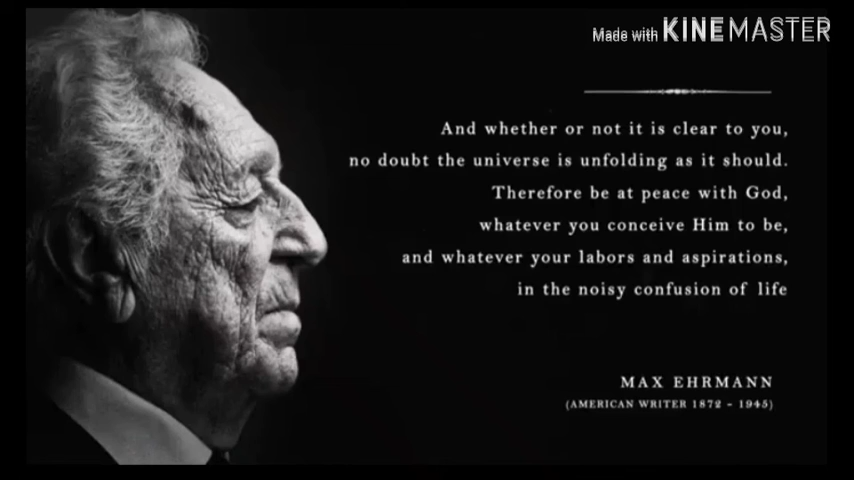 Made with KINEMASTER
And whether or not it is clear to you,
no doubt the universe is unfolding as it should.
Therefore be at peace with God,
whatever you conceive Him to be,
and whatever your labors and aspirations,
in the noisy confusion of life
MAX EHRMANN
(AMERICAN WRITER 1872 - 1945)